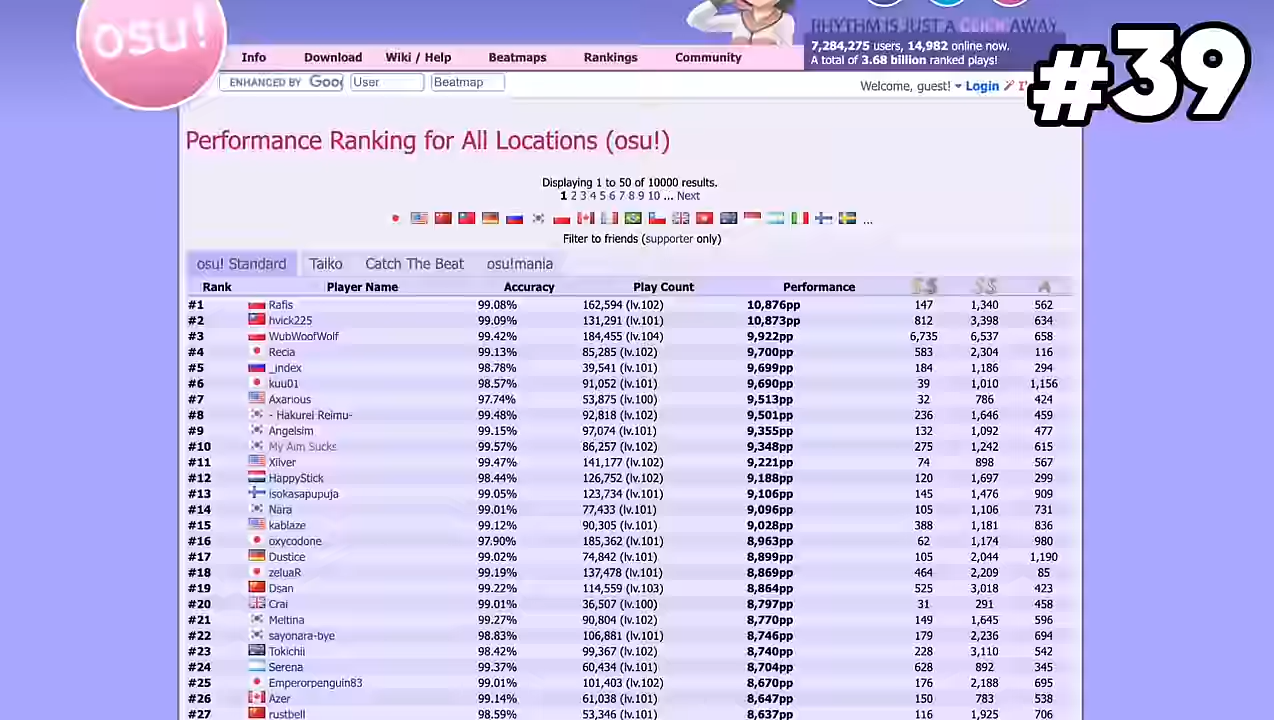 osu!
RHYTHM IS JUST A CLICK AWAY
#39
7,284,275 users, 14,982 online now.
A total of 3.68 billion ranked plays!
Info Download Wiki / Help Beatmaps Rankings Community
ENHANCED BY Goo User Beatmap Welcome, guest! Login I'
Performance Ranking for All Locations (osu!)
Displaying 1 to 50 of 10000 results.
1 2 3 4 5 6 7 8 9 10 ... Next
...
Filter to friends (supporter only)
osu! Standard Taiko Catch The Beat osu!mania
Rank Player Name Accuracy Play Count Performance SS A
#1 Rafis 99.08% 162,594 (lv.102) 10,876pp 147 1,340 562
#2 hvick225 99.09% 131,291 (lv.101) 10,873pp 812 3,398 634
#3 WubWoofWolf 99.42% 184,455 (lv.104) 9,922pp 6,735 6,537 658
#4 Recia 99.13% 85,285 (lv.102) 9,700pp 583 2,304 116
#5 _index 98.78% 39,541 (lv.101) 9,699pp 184 1,186 294
#6 kuu01 98.57% 91,052 (lv.101) 9,690pp 39 1,010 1,156
#7 Axarious 97.74% 53,875 (lv.100) 9,513pp 32 786 424
#8 - Hakurei Reimu- 99.48% 92,818 (lv.102) 9,501pp 236 1,646 459
#9 Angelsim 99.15% 97,074 (lv.101) 9,355pp 132 1,092 477
#10 My Aim Sucks 99.57% 86,257 (lv.102) 9,348pp 275 1,242 615
#11 Xilver 99.47% 141,177 (lv.102) 9,221pp 74 898 567
#12 HappyStick 98.44% 126,752 (lv.102) 9,188pp 120 1,697 299
#13 isokasapupuja 99.05% 123,734 (lv.101) 9,106pp 145 1,476 909
#14 Nara 99.01% 77,433 (lv.101) 9,096pp 105 1,106 731
#15 kablaze 99.12% 90,305 (lv.101) 9,028pp 388 1,181 836
#16 oxycodone 97.90% 185,362 (lv.101) 8,963pp 62 1,174 980
#17 Dustice 99.02% 74,842 (lv.101) 8,899pp 105 2,044 1,190
#18 zeluaR 99.19% 137,478 (lv.101) 8,869pp 464 2,209 85
#19 Dsan 99.22% 114,559 (lv.103) 8,864pp 525 3,018 423
#20 Crai 99.01% 36,507 (lv.100) 8,797pp 31 291 458
#21 Meltina 99.27% 90,804 (lv.102) 8,770pp 149 1,645 596
#22 sayonara-bye 98.83% 106,881 (lv.101) 8,746pp 179 2,236 694
#23 Tokichii 98.42% 99,367 (lv.102) 8,740pp 228 3,110 542
#24 Serena 99.37% 60,434 (lv.101) 8,704pp 628 892 345
#25 Emperorpenguin83 99.01% 101,403 (lv.102) 8,670pp 176 2,188 695
#26 Azer 99.14% 61,038 (lv.101) 8,647pp 150 783 538
#27 rustbell 98.59% 53,346 (lv.101) 8,637pp 116 1,925 706